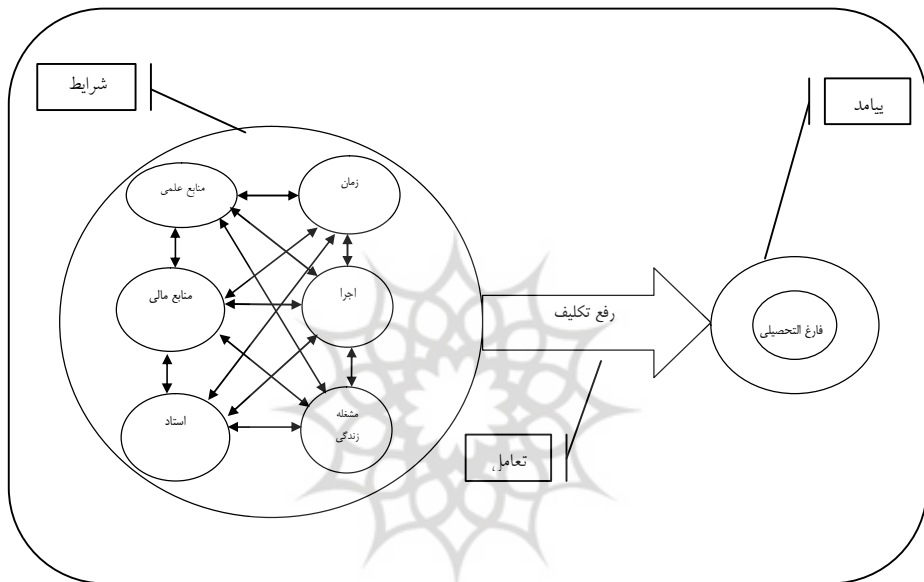 شرایط
پیامد
زمان
منابع علمی
اجرا
منابع مالی
رفع تکلیف
فارغ التحصیلی
مشغله
زندگی
استاد
تعامل